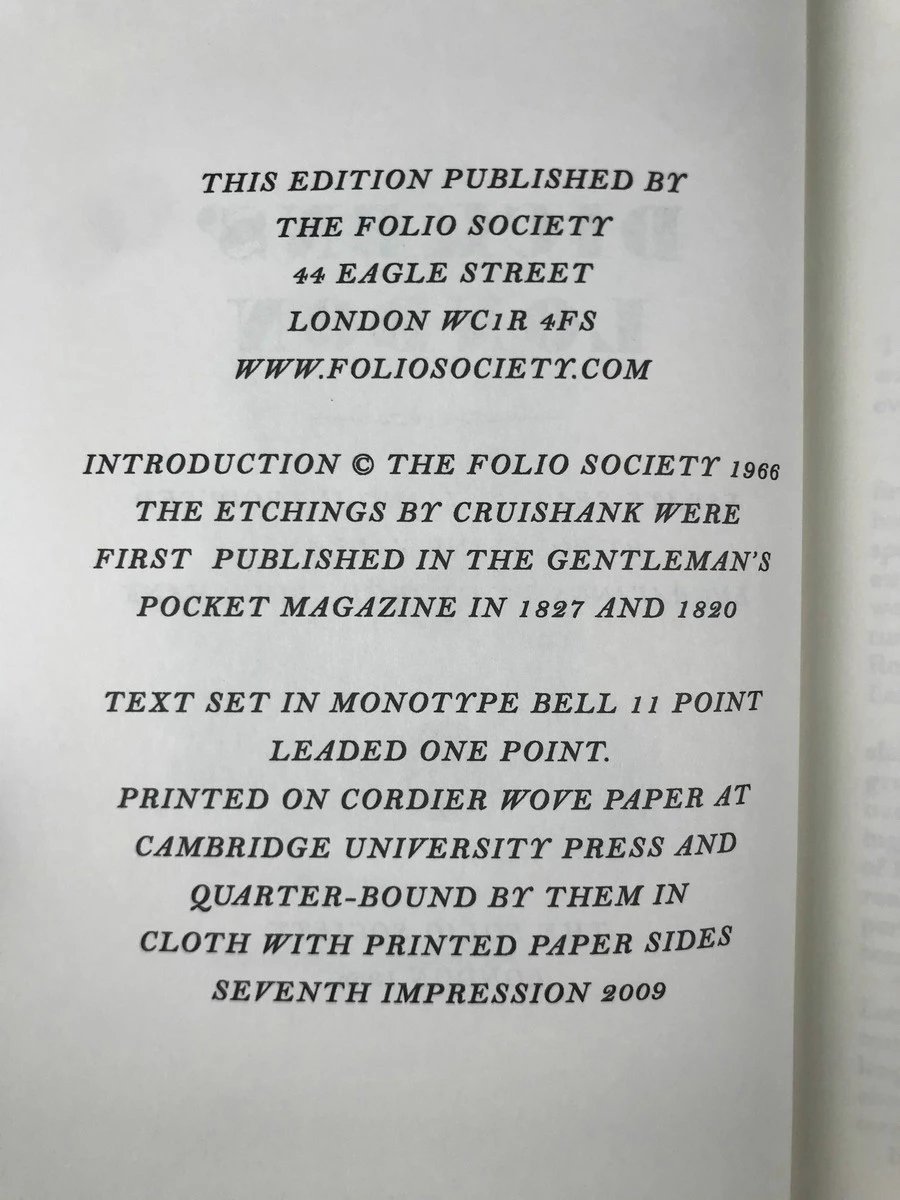 THIS EDITION PUBLISHED BY
THE FOLIO SOCIETY
44 EAGLE STREET
LONDON WC1R 4FS
WWW.FOLIOSOCIETY.COM
INTRODUCTION © THE FOLIO SOCIETY 1966
THE ETCHINGS BY CRUISHANK WERE
FIRST PUBLISHED IN THE GENTLEMAN'S
POCKET MAGAZINE IN 1827 AND 1820
TEXT SET IN MONOTYPE BELL 11 POINT
LEADED ONE POINT.
PRINTED ON CORDIER WOVE PAPER AT
CAMBRIDGE UNIVERSITY PRESS AND
QUARTER-BOUND BY THEM IN
CLOTH WITH PRINTED PAPER SIDES
SEVENTH IMPRESSION 2009